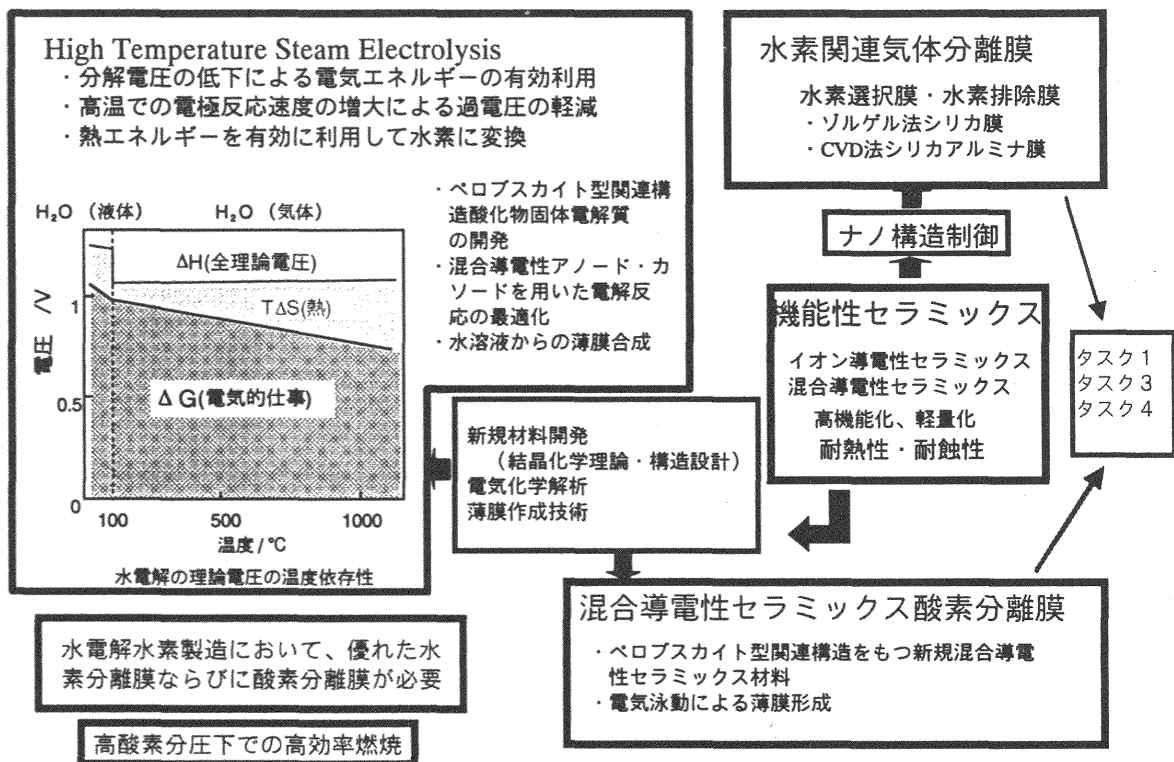 High Temperature Steam Electrolysis
・分解電圧の低下による電気エネルギーの有効利用
・高温での電極反応速度の増大による過電圧の軽減
・熱エネルギーを有効に利用して水素に変換
・ペロブスカイト型関連構
造酸化物固体電解質
の開発
・混合導電性アノード・カ
ソードを用いた電解反
応の最適化
・水溶液からの薄膜合成
H₂O （液体）
H₂O （気体）
ΔH(全理論電圧)
TΔS(熱)
Δ G(電気的仕事)
電圧 /V
1
0.5
0
100
500
1000
温度/℃
水電解の理論電圧の温度依存性
水素関連気体分離膜
水素選択膜・水素排除膜
・ゾルゲル法シリカ膜
・CVD法シリカアルミナ膜
ナノ構造制御
機能性セラミックス
イオン導電性セラミックス
混合導電性セラミックス
高機能化、軽量化
耐熱性・耐蝕性
タスク1
タスク3
タスク4
新規材料開発
（結晶化学理論・構造設計）
電気化学解析
薄膜作成技術
混合導電性セラミックス酸素分離膜
・ペロブスカイト型関連構造をもつ新規混合導電
性セラミックス材料
・電気泳動による薄膜形成
水電解水素製造において、優れた水
素分離膜ならびに酸素分離膜が必要
高酸素分圧下での高効率燃焼